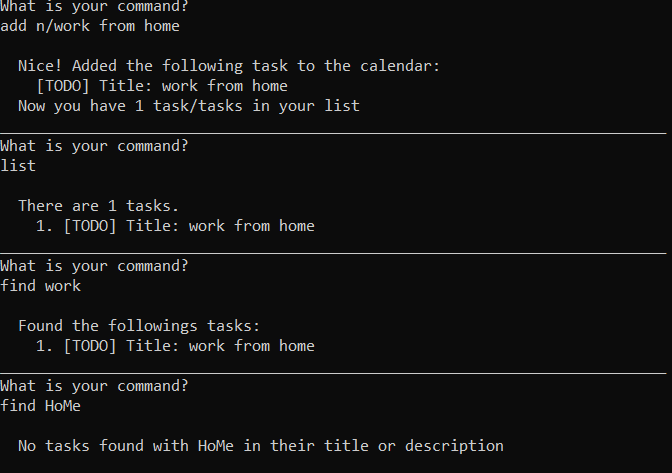 What is your command?
add n/work from home
Nice! Added the following task to the calendar:
[TODO] Title: work from home
Now you have 1 task/tasks in your list
What is your command?
list
There are 1 tasks.
1. [TODO] Title: work from home
What is your command?
find work
Found the followings tasks:
1. [TODO] Title: work from home
What is your command?
find HoMe
No tasks found with HoMe in their title or description